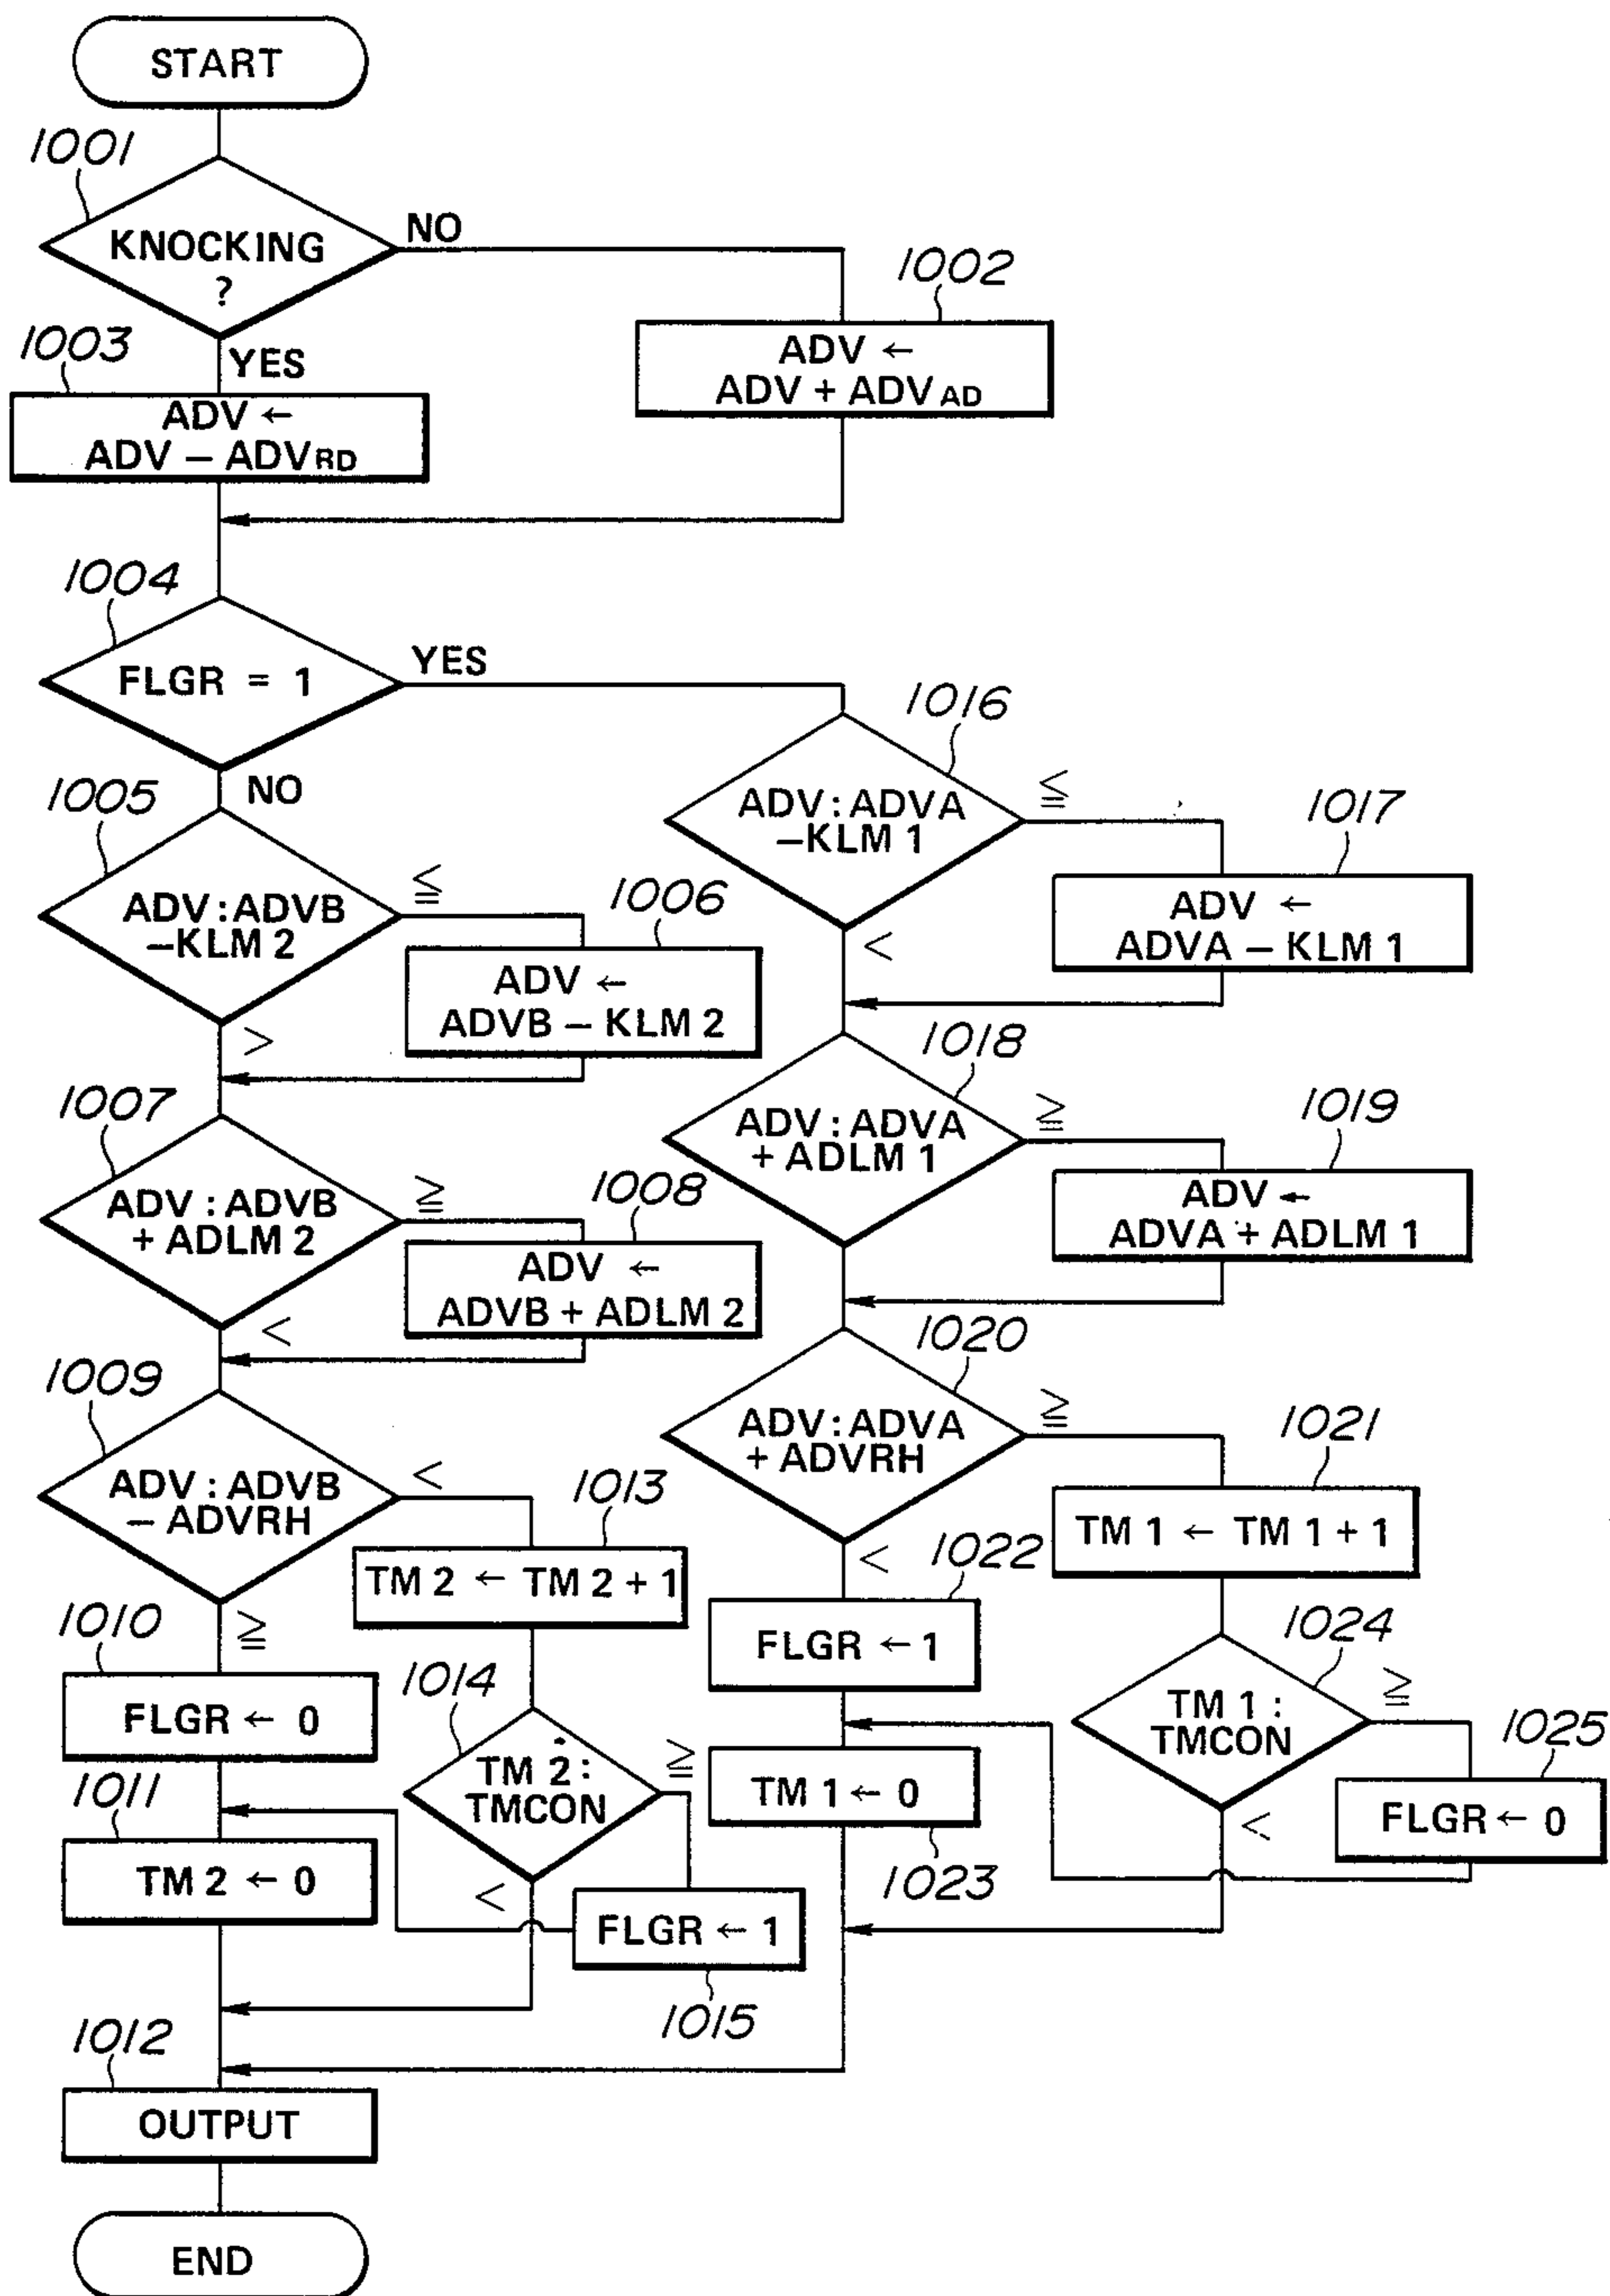 START
1001
KNOCKING
?
NO
YES
1002
ADV ←
ADV + ADVAD
1003
ADV ←
ADV − ADVRD
1004
FLGR = 1
YES
NO
1005
ADV : ADVB
−KLM 2
≦
>
1006
ADV ←
ADVB − KLM 2
1007
ADV : ADVB
+ ADLM 2
≧
<
1008
ADV ←
ADVB + ADLM 2
1009
ADV : ADVB
− ADVRH
<
≧
1010
FLGR ← 0
1011
TM 2 ← 0
1013
TM 2 ← TM 2 + 1
1014
TM 2 :
TMCON
≧
<
FLGR ← 1
1015
1016
ADV : ADVA
−KLM 1
≦
<
1017
ADV ←
ADVA − KLM 1
1018
ADV : ADVA
+ ADLM 1
≧
1019
ADV ←
ADVA + ADLM 1
1020
ADV : ADVA
+ ADVRH
≧
<
1021
TM 1 ← TM 1 + 1
1022
FLGR ← 1
TM 1 ← 0
1023
1024
TM 1 :
TMCON
≧
<
1025
FLGR ← 0
1012
OUTPUT
END